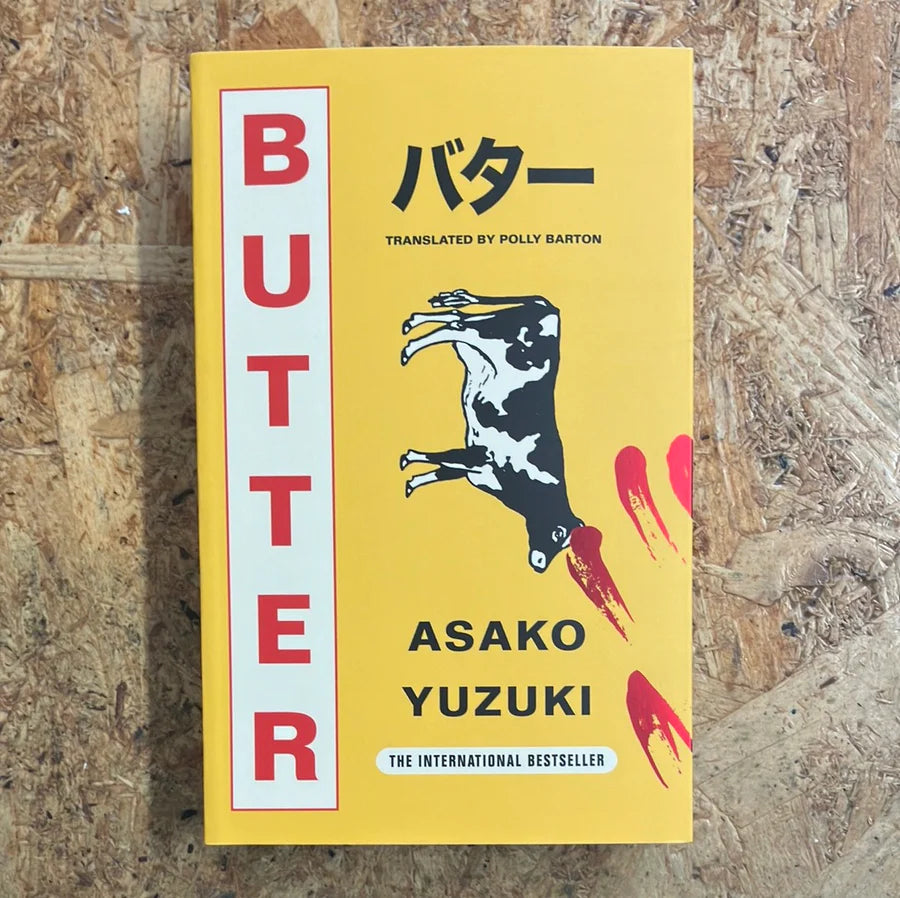 BUTTER
バター
TRANSLATED BY POLLY BARTON
ASAKO
YUZUKI
THE INTERNATIONAL BESTSELLER